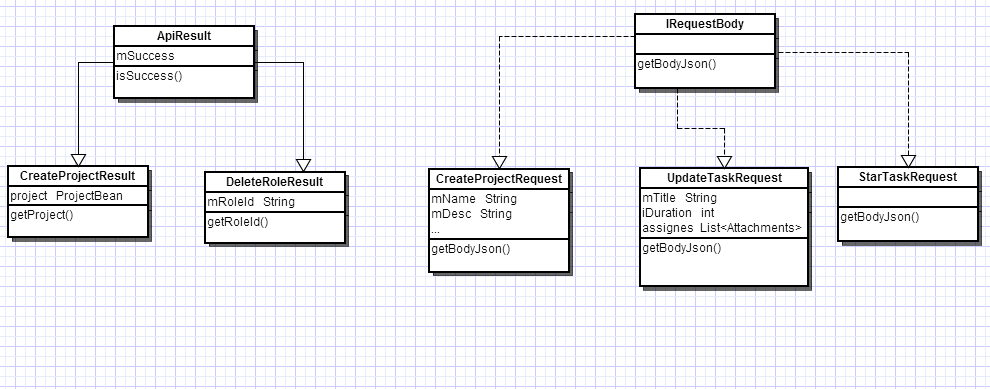 ApiResult
mSuccess
isSuccess()
CreateProjectResult
project ProjectBean
getProject()
DeleteRoleResult
mRoleId String
getRoleId()
IRequestBody
getBodyJson()
CreateProjectRequest
mName String
mDesc String
...
getBodyJson()
UpdateTaskRequest
mTitle String
iDuration int
assignes List<Attachments>
getBodyJson()
StarTaskRequest
getBodyJson()